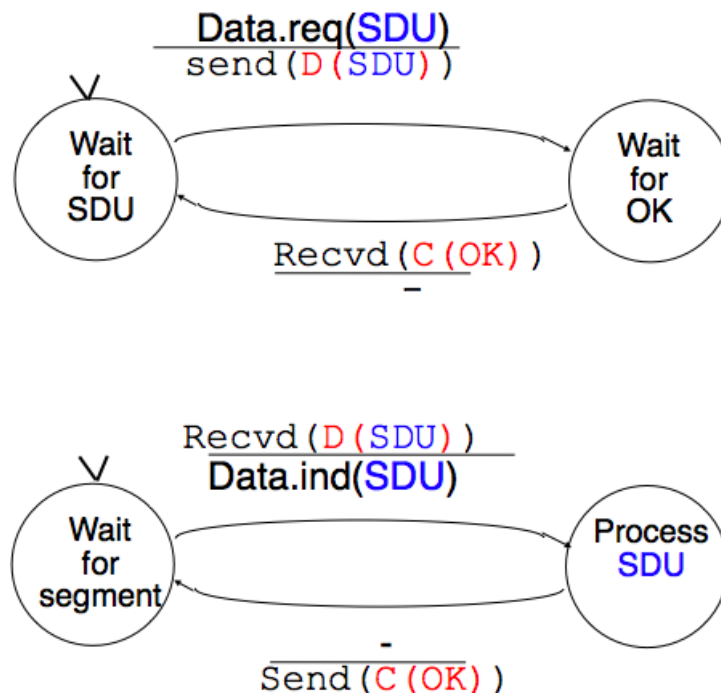 Data.req(SDU)
send(D(SDU))
Wait
for
SDU
Wait
for
OK
Recvd(C(OK))
-
Recvd(D(SDU))
Data.ind(SDU)
Wait
for
segment
Process
SDU
-
Send(C(OK))